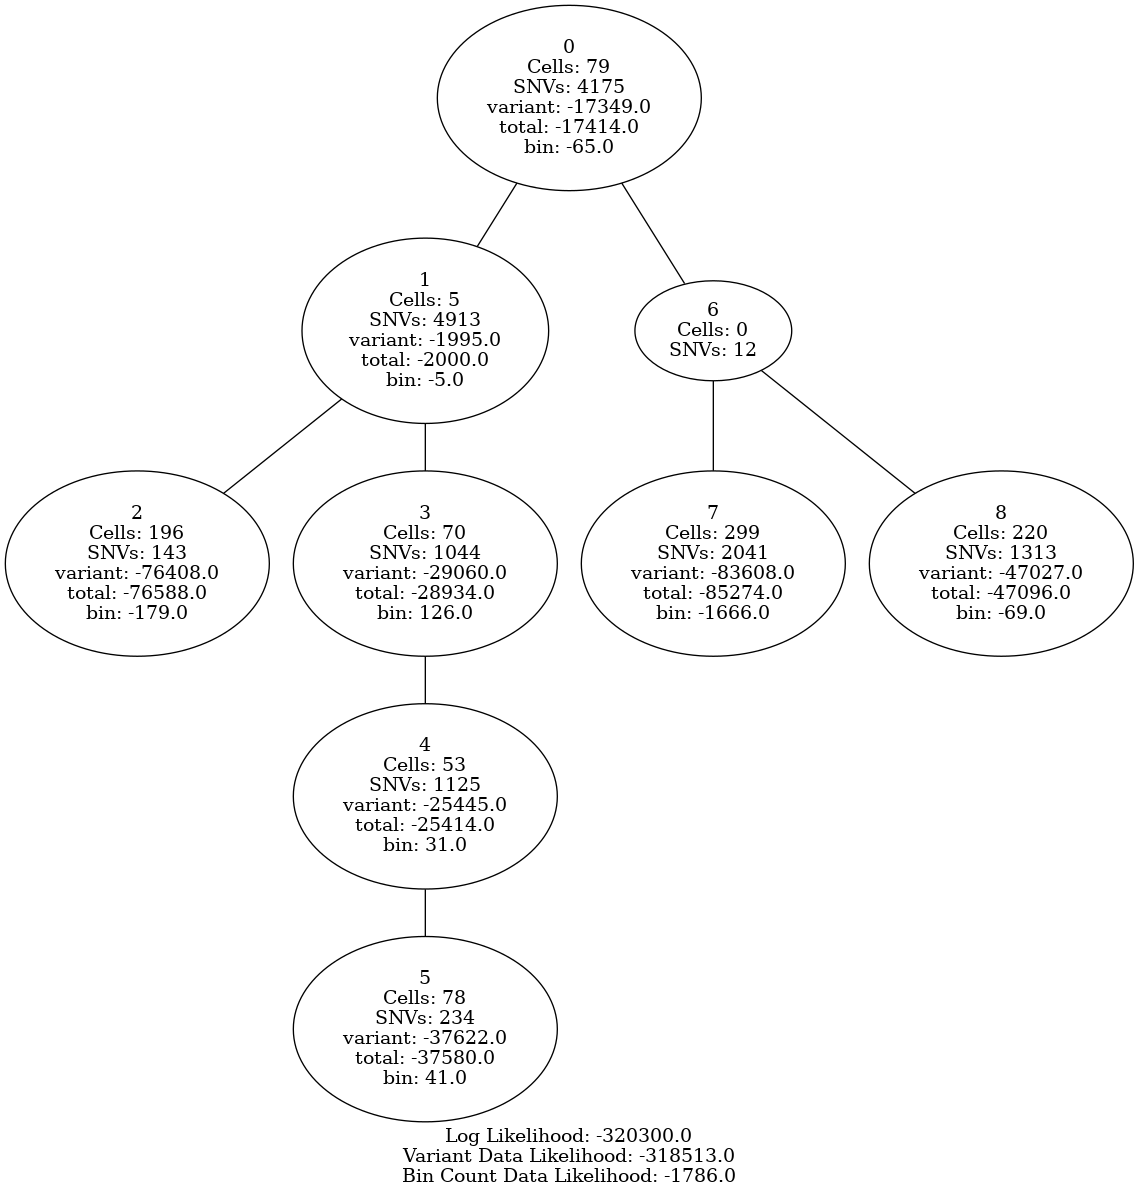 0
Cells: 79
SNVs: 4175
variant: -17349.0
total: -17414.0
bin: -65.0
1
Cells: 5
SNVs: 4913
variant: -1995.0
total: -2000.0
bin: -5.0
6
Cells: 0
SNVs: 12
2
Cells: 196
SNVs: 143
variant: -76408.0
total: -76588.0
bin: -179.0
3
Cells: 70
SNVs: 1044
variant: -29060.0
total: -28934.0
bin: 126.0
7
Cells: 299
SNVs: 2041
variant: -83608.0
total: -85274.0
bin: -1666.0
8
Cells: 220
SNVs: 1313
variant: -47027.0
total: -47096.0
bin: -69.0
4
Cells: 53
SNVs: 1125
variant: -25445.0
total: -25414.0
bin: 31.0
5
Cells: 78
SNVs: 234
variant: -37622.0
total: -37580.0
bin: 41.0
Log Likelihood: -320300.0
Variant Data Likelihood: -318513.0
Bin Count Data Likelihood: -1786.0